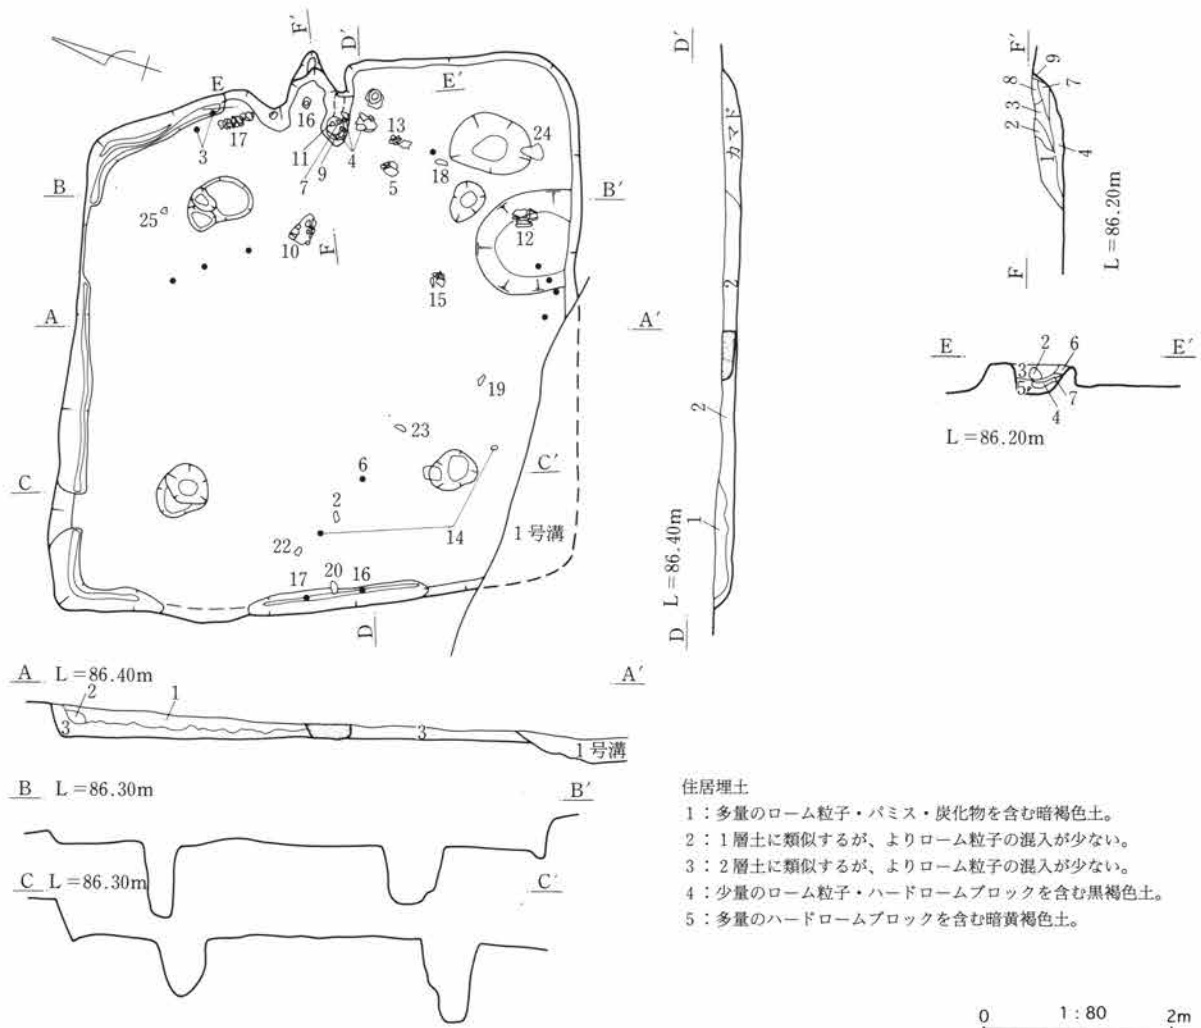 F′
D′
E
E′
3
17
16
11
7
9
4
13
5
18
24
B
B′
25
10
F
12
15
A
A′
19
23
6
C
C′
2
14
22
20
17
16
1号溝
D
D′
カマド
2
2
1
L=86.40m
D
F′
9
8
7
3
2
1
4
F
L=86.20m
E
E′
2
6
3
5
7
4
L=86.20m
A L=86.40m
A′
2
1
3
3
1号溝
B L=86.30m
B′
C L=86.30m
C′
住居埋土
1：多量のローム粒子・パミス・炭化物を含む暗褐色土。
2：1層土に類似するが、よりローム粒子の混入が少ない。
3：2層土に類似するが、よりローム粒子の混入が少ない。
4：少量のローム粒子・ハードロームブロックを含む黒褐色土。
5：多量のハードロームブロックを含む暗黄褐色土。
0 1：80 2m